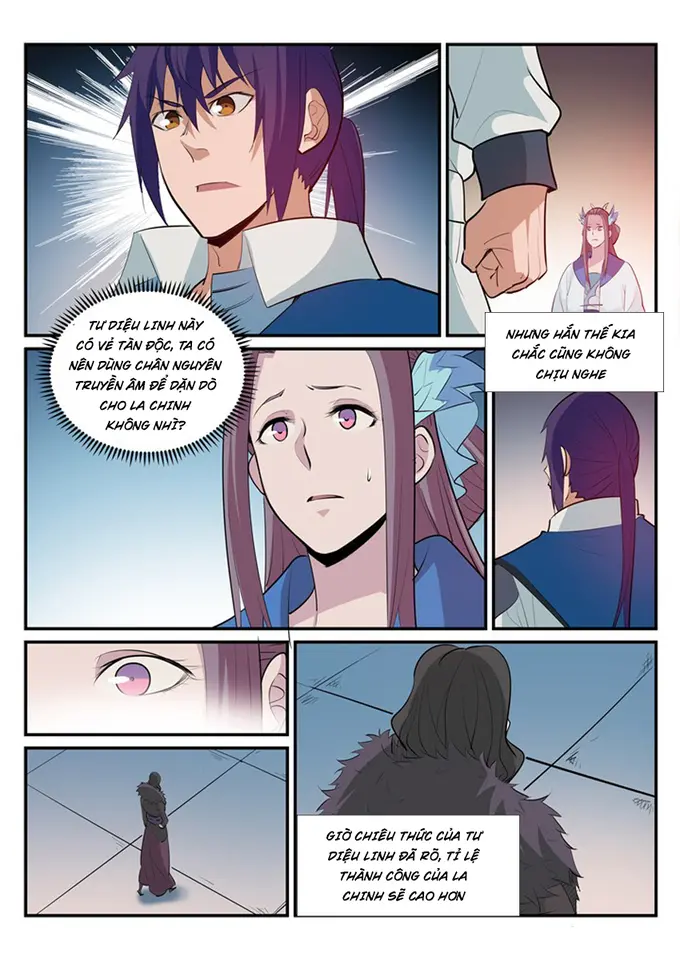 TƯ DIỆU LINH NÀY
CÓ VẺ TÀN ĐỘC, TA CÓ
NÊN DÙNG CHÂN NGUYÊN
TRUYỀN ÂM ĐỂ DẶN DÒ
CHO LA CHINH
KHÔNG NHỈ?
NHƯNG HẮN THẾ KIA
CHẮC CŨNG KHÔNG
CHỊU NGHE
GIỜ CHIÊU THỨC CỦA TƯ
DIỆU LINH ĐÃ RÕ, TỈ LỆ
THÀNH CÔNG CỦA LA
CHINH SẼ CAO HƠN